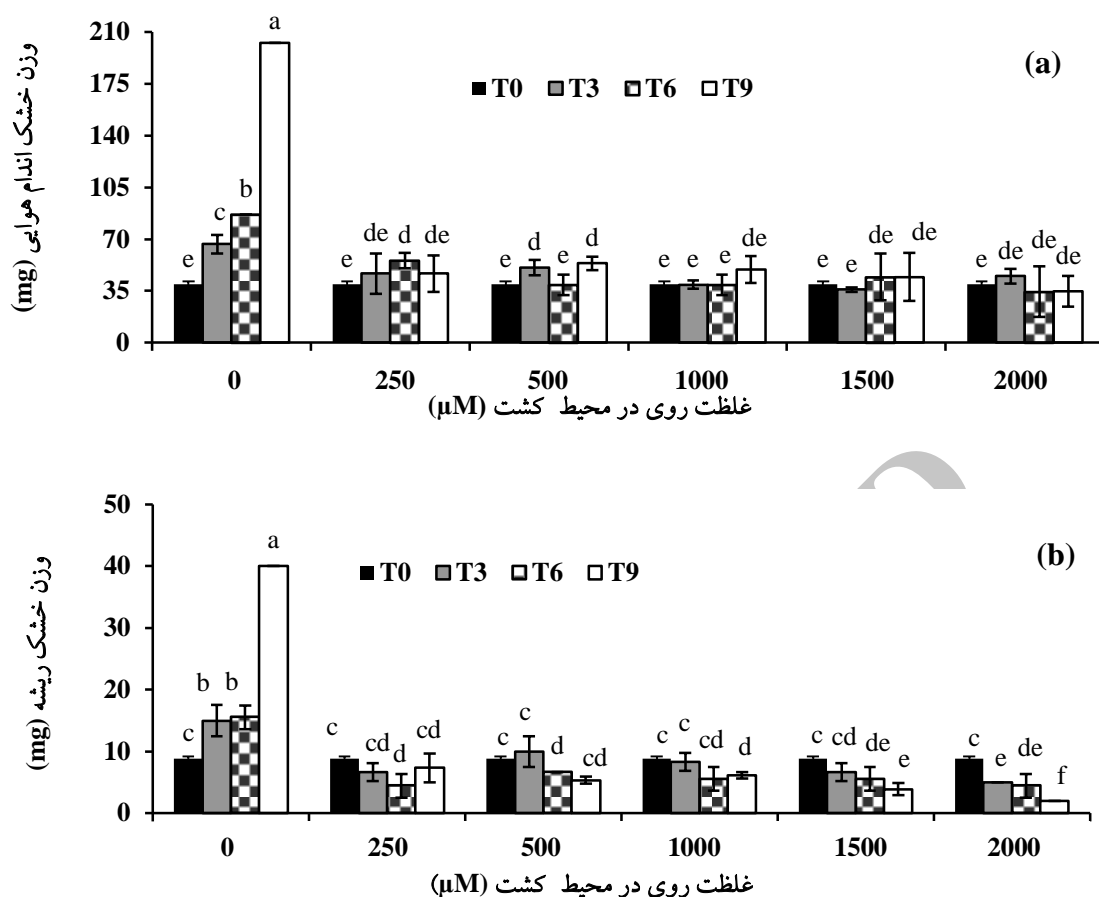 (a)
وزن خشک اندام هوایی (mg)
210
175
140
105
70
35
0
T0 T3 T6 T9
e c b a
e de d de
e d e d
e e e de
e e de de
e de de de
0 250 500 1000 1500 2000
غلظت روی در محیط کشت (µM)
(b)
وزن خشک ریشه (mg)
50
40
30
20
10
0
T0 T3 T6 T9
c b b a
c cd d cd
c c d cd
c c cd d
c cd de e
c e de f
0 250 500 1000 1500 2000
غلظت روی در محیط کشت (µM)